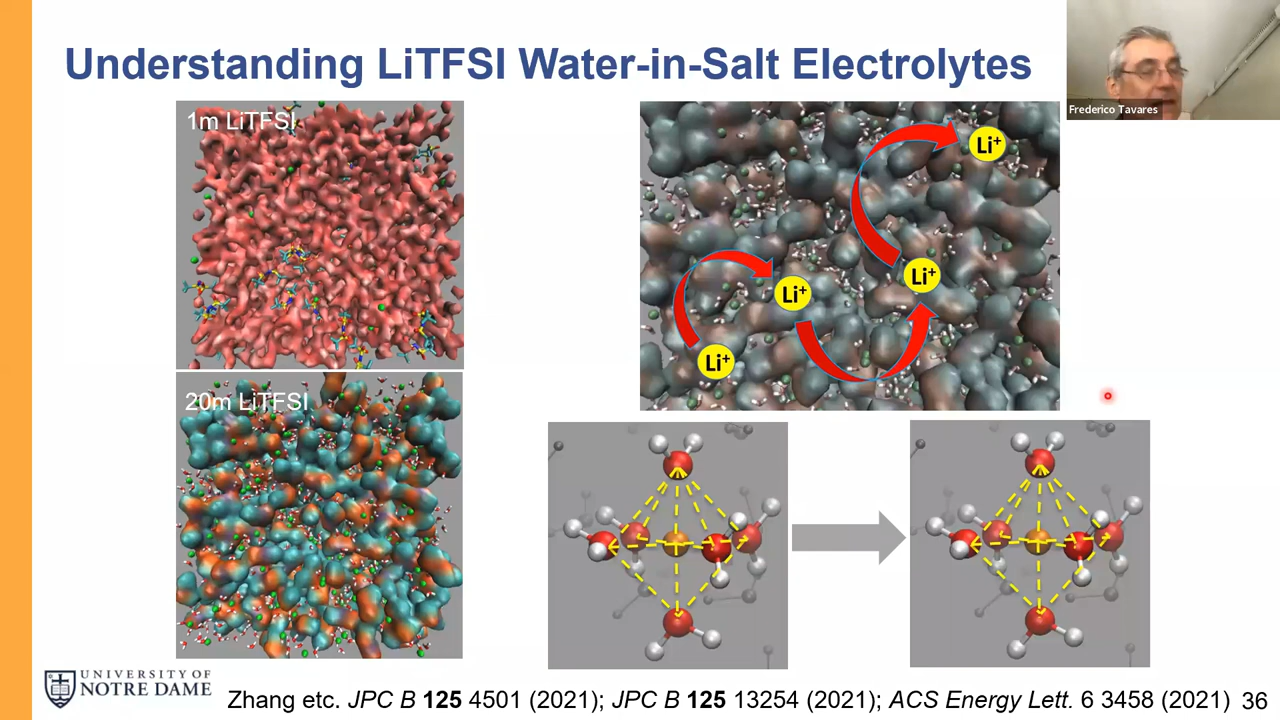 Understanding LiTFSI Water-in-Salt Electrolytes
Frederico Tavares
1m LiTFSI
Li⁺
Li⁺
Li⁺
Li⁺
20m LiTFSI
UNIVERSITY OF
NOTRE DAME
Zhang etc. JPC B 125 4501 (2021); JPC B 125 13254 (2021); ACS Energy Lett. 6 3458 (2021) 36